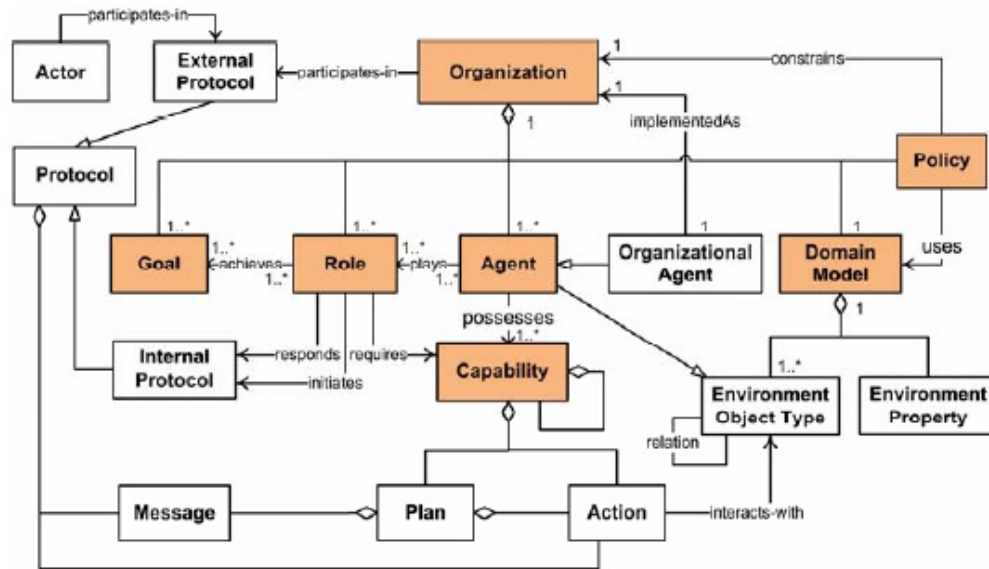 participates-in
Actor
External
Protocol
participates-in
Organization
1
1
1
constrains
implementedAs
Policy
Protocol
uses
1..*
1..*
1..*
1
1
Goal
1..*
achieves
1..*
Role
1..*
plays
1..*
Agent
Organizational
Agent
Domain
Model
possesses
1..*
1
responds
requires
initiates
Internal
Protocol
Capability
1..*
Environment
Object Type
Environment
Property
relation
Message
Plan
Action
interacts-with